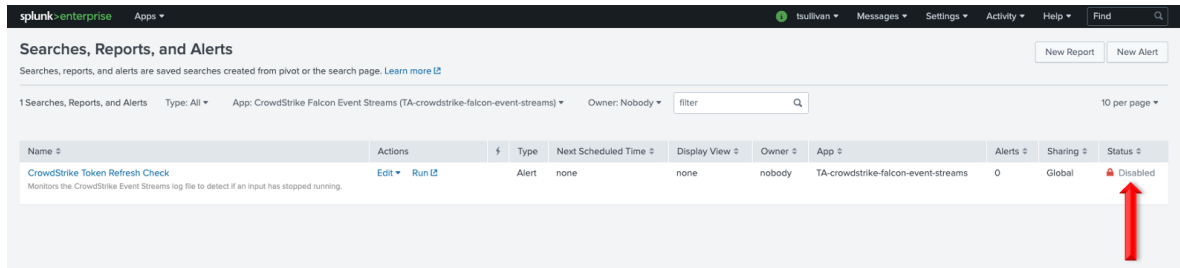 splunk>enterprise Apps ▾ i tsullivan ▾ Messages ▾ Settings ▾ Activity ▾ Help ▾ Find
Searches, Reports, and Alerts New Report New Alert
Searches, reports, and alerts are saved searches created from pivot or the search page. Learn more
1 Searches, Reports, and Alerts Type: All ▾ App: CrowdStrike Falcon Event Streams (TA-crowdstrike-falcon-event-streams) ▾ Owner: Nobody ▾ filter 10 per page ▾
Name Actions Type Next Scheduled Time Display View Owner App Alerts Sharing Status
CrowdStrike Token Refresh Check Edit ▾ Run Alert none none nobody TA-crowdstrike-falcon-event-streams 0 Global Disabled
Monitors the CrowdStrike Event Streams log file to detect if an input has stopped running.